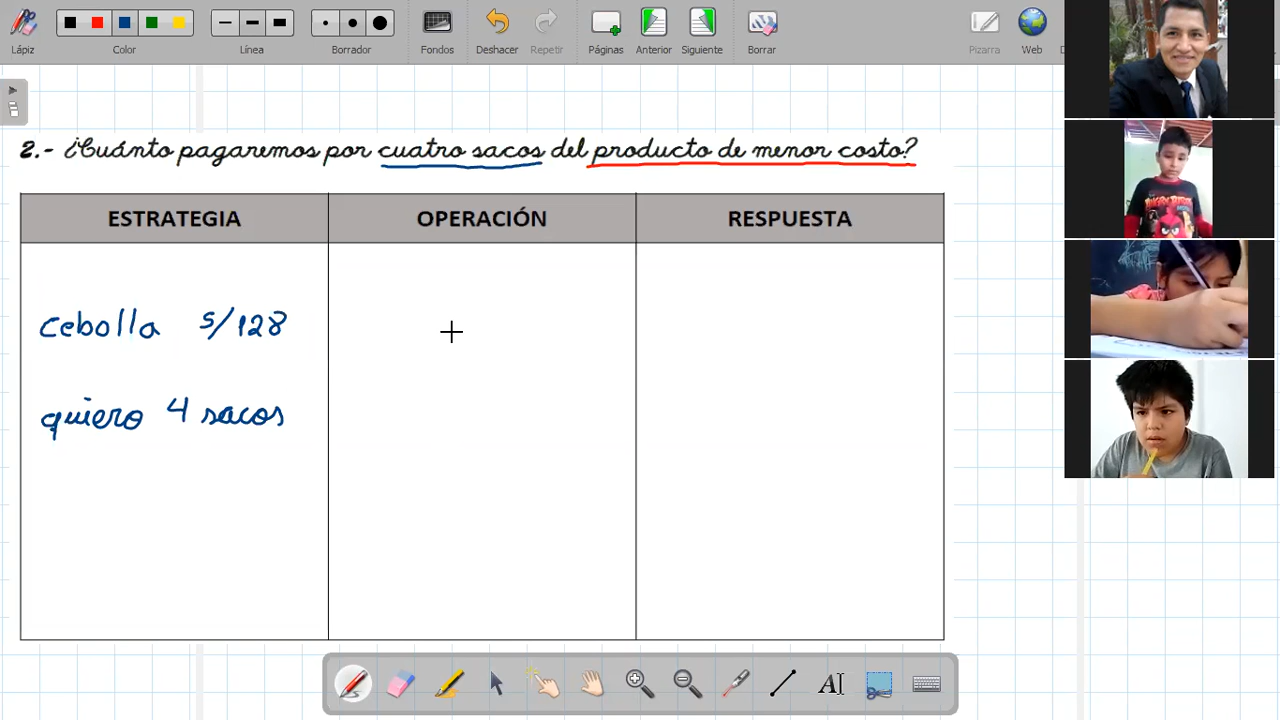 Lápiz Color Línea Borrador Fondos Deshacer Repetir Páginas Anterior Siguiente Borrar Pizarra Web
2.- ¿Cuánto pagaremos por cuatro sacos del producto de menor costo?
ESTRATEGIA OPERACIÓN RESPUESTA
cebolla s/128
quiero 4 sacos